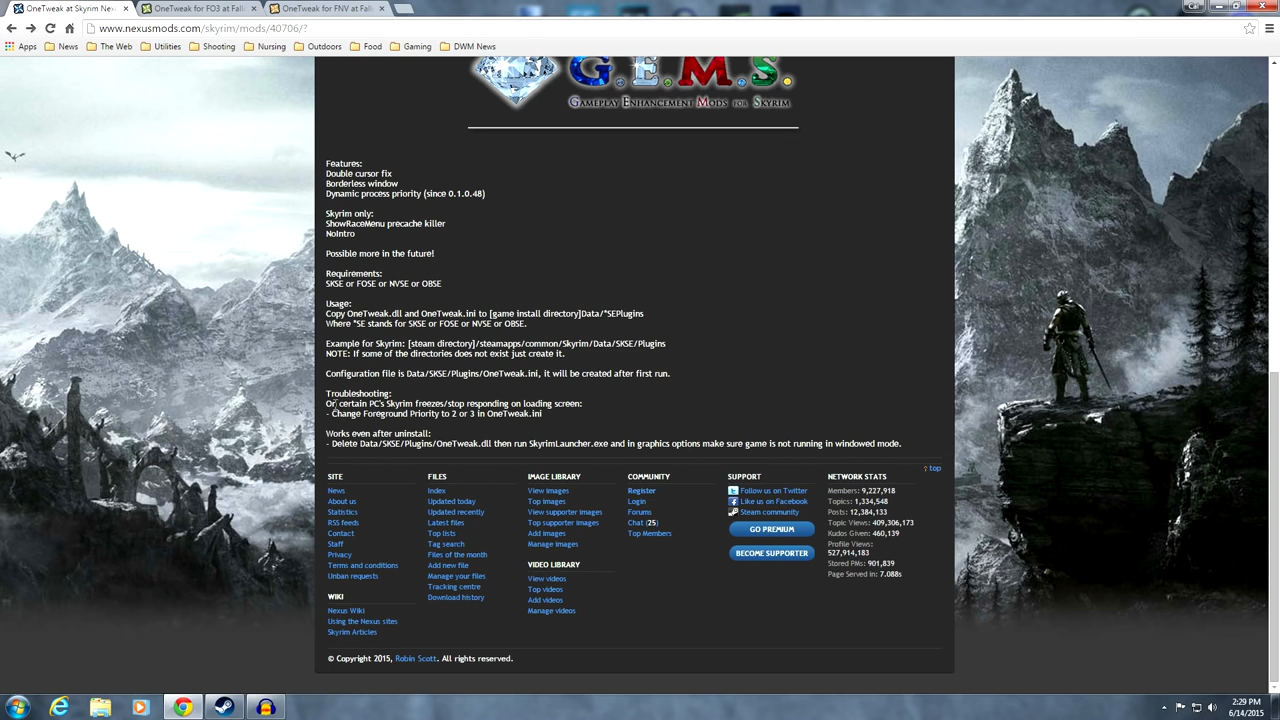 OneTweak at Skyrim Nex
OneTweak for FO3 at Fall
OneTweak for FNV at Fall
Cal
www.nexusmods.com/skyrim/mods/40706/?
Apps
News
The Web
Utilities
Shooting
Nursing
Outdoors
Food
Gaming
DWM News
G.E.M.S.
Gameplay Enhancement Mods for Skyrim
Features:
Double cursor fix
Borderless window
Dynamic process priority (since 0.1.0.48)
Skyrim only:
ShowRaceMenu precache killer
NoIntro
Possible more in the future!
Requirements:
SKSE or FOSE or NVSE or OBSE
Usage:
Copy OneTweak.dll and OneTweak.ini to [game install directory]Data/*SEPlugins
Where *SE stands for SKSE or FOSE or NVSE or OBSE.
Example for Skyrim: [steam directory]/steamapps/common/Skyrim/Data/SKSE/Plugins
NOTE: If some of the directories does not exist just create it.
Configuration file is Data/SKSE/Plugins/OneTweak.ini, it will be created after first run.
Troubleshooting:
On certain PC's Skyrim freezes/stop responding on loading screen:
- Change Foreground Priority to 2 or 3 in OneTweak.ini
Works even after uninstall:
- Delete Data/SKSE/Plugins/OneTweak.dll then run SkyrimLauncher.exe and in graphics options make sure game is not running in windowed mode.
top
SITE
News
About us
Statistics
RSS feeds
Contact
Staff
Privacy
Terms and conditions
Unban requests
WIKI
Nexus Wiki
Using the Nexus sites
Skyrim Articles
FILES
Index
Updated today
Updated recently
Latest files
Top lists
Tag search
Files of the month
Add new file
Manage your files
Tracking centre
Download history
IMAGE LIBRARY
View images
Top images
View supporter images
Top supporter images
Add images
Manage images
VIDEO LIBRARY
View videos
Top videos
Add videos
Manage videos
COMMUNITY
Register
Login
Forums
Chat (25)
Top Members
SUPPORT
Follow us on Twitter
Like us on Facebook
Steam community
GO PREMIUM
BECOME SUPPORTER
NETWORK STATS
Members: 9,227,918
Topics: 1,334,548
Posts: 12,384,133
Topic Views: 409,306,173
Kudos Given: 460,139
Profile Views:
527,914,183
Stored PMs: 901,839
Page Served in: 7.088s
© Copyright 2015, Robin Scott. All rights reserved.
2:29 PM
6/14/2015